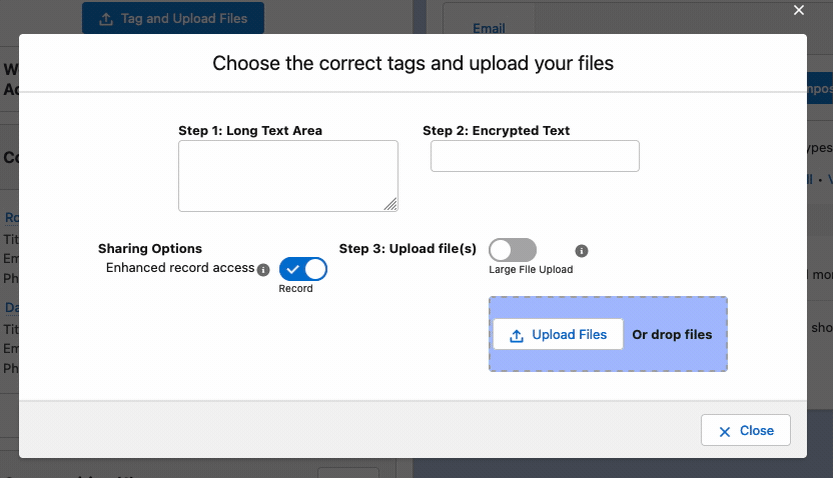 Tag and Upload Files
Email
Choose the correct tags and upload your files
Step 1: Long Text Area
Step 2: Encrypted Text
Sharing Options
Enhanced record access
Record
Step 3: Upload file(s)
Large File Upload
Upload Files
Or drop files
Close